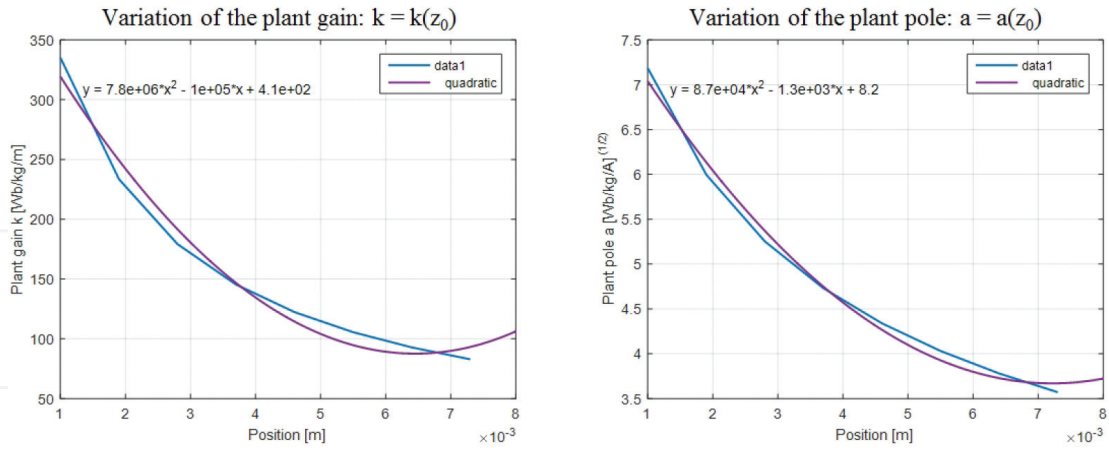 Variation of the plant gain: k = k(z₀)
350
300
250
200
150
100
50
Plant gain k [Wb/kg/m]
data1
quadratic
y = 7.8e+06*x² - 1e+05*x + 4.1e+02
1 2 3 4 5 6 7 8
Position [m]
×10⁻³
Variation of the plant pole: a = a(z₀)
7.5
7
6.5
6
5.5
5
4.5
4
3.5
Plant pole a [Wb/kg/A]⁽¹/²⁾
data1
quadratic
y = 8.7e+04*x² - 1.3e+03*x + 8.2
1 2 3 4 5 6 7 8
Position [m]
×10⁻³